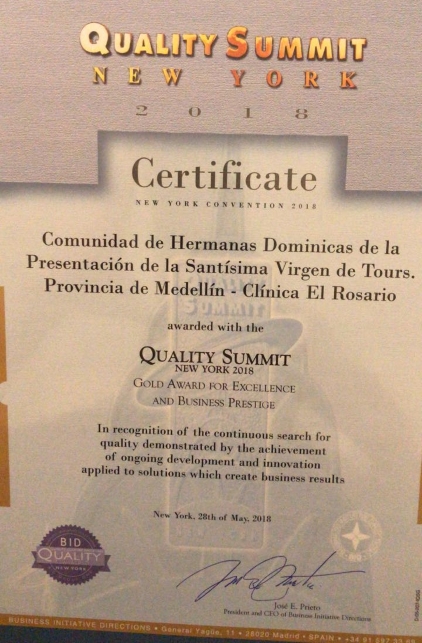 QUALITY SUMMIT
NEW YORK
2018
Certificate
NEW YORK CONVENTION 2018
Comunidad de Hermanas Dominicas de la
Presentación de la Santísima Virgen de Tours.
Provincia de Medellín - Clínica El Rosario
awarded with the
QUALITY SUMMIT
NEW YORK 2018
GOLD AWARD FOR EXCELLENCE
AND BUSINESS PRESTIGE
In recognition of the continuous search for
quality demonstrated by the achievement
of ongoing development and innovation
applied to solutions which create business results
New York, 28th of May, 2018
BID
QUALITY
NEW YORK
José E. Prieto
President and CEO of Business Initiative Directions
BUSINESS INITIATIVE DIRECTIONS • General Yagüe, 11 • 28020 Madrid • SPAIN • +34 91